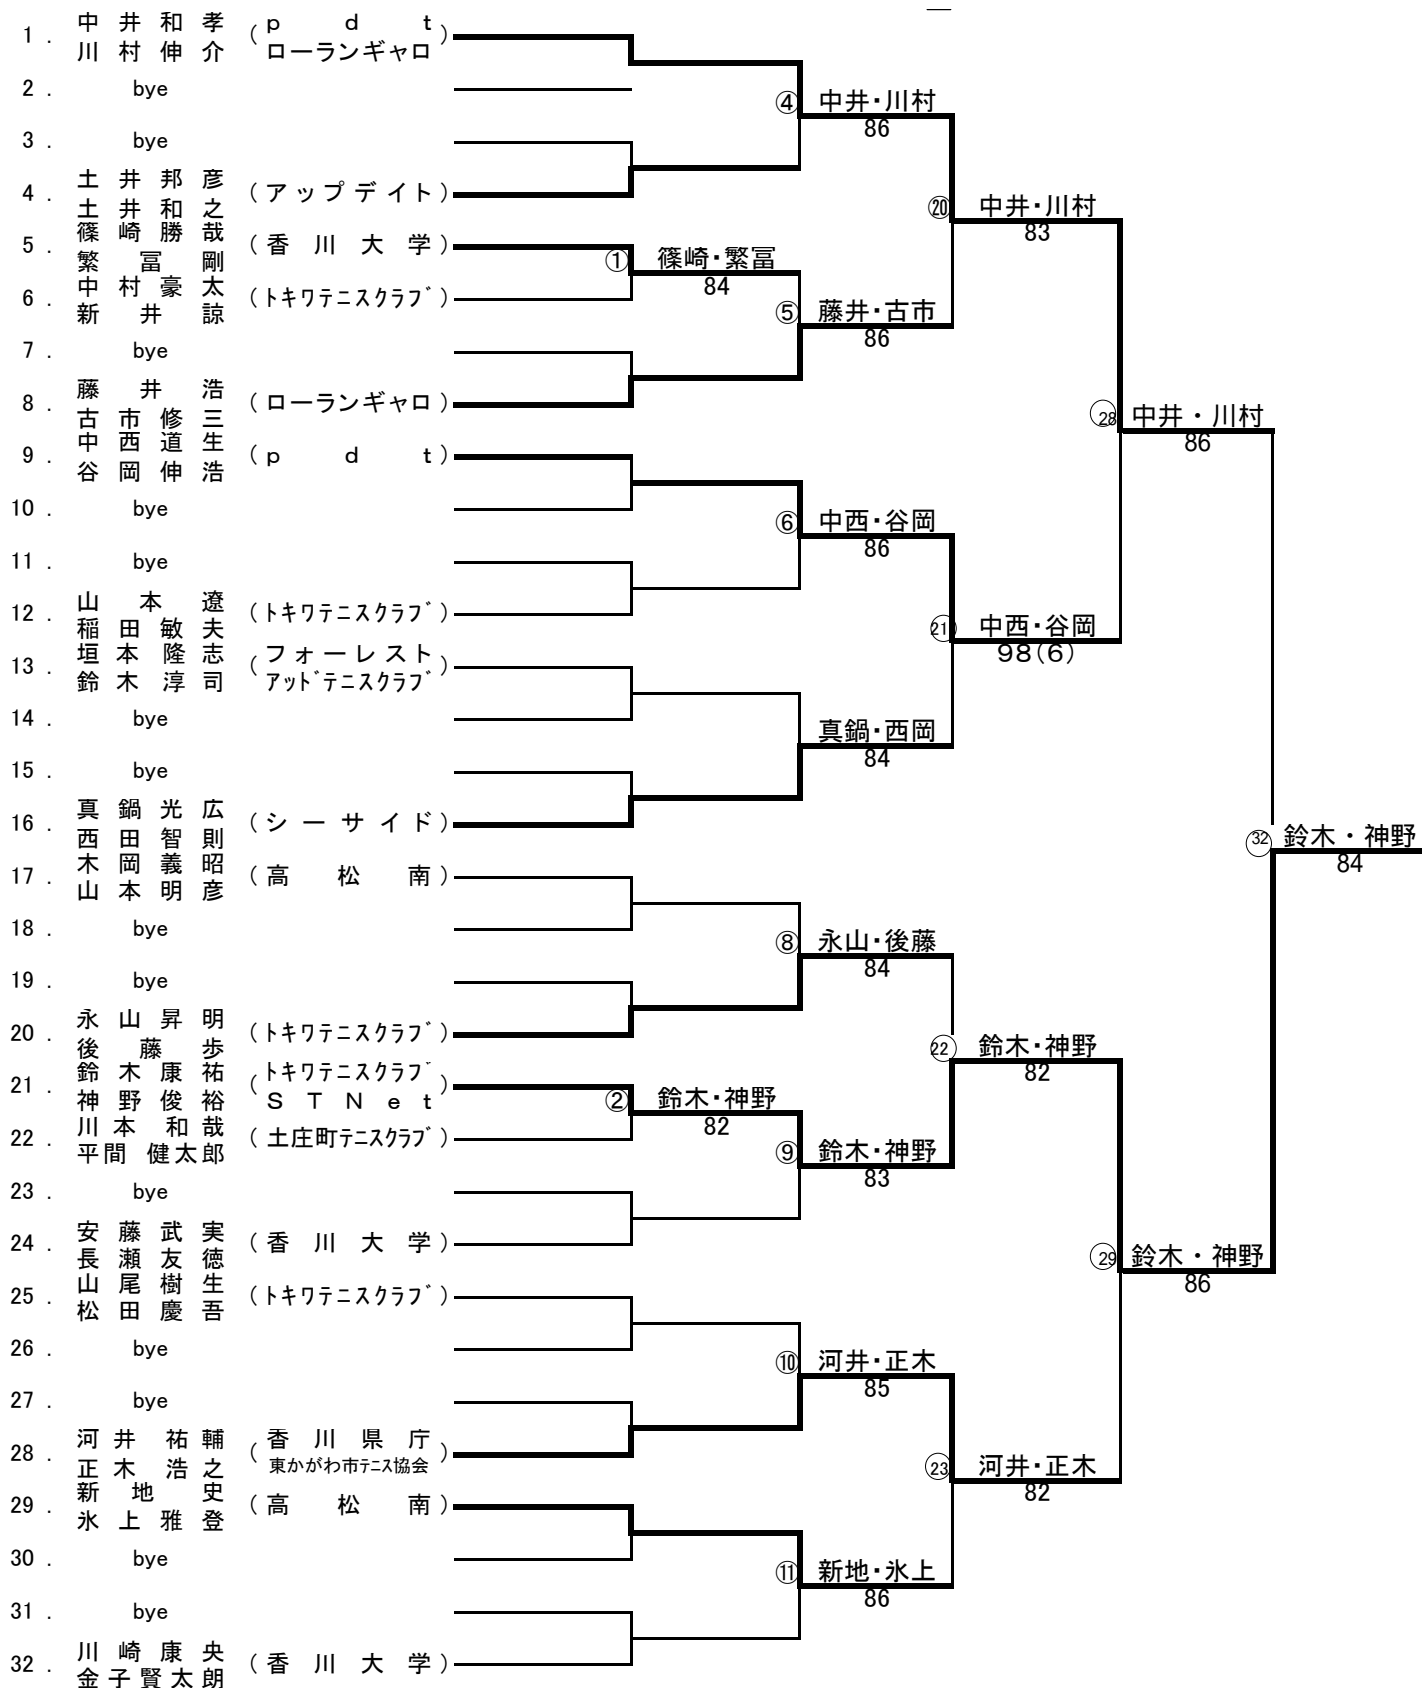 1. 中井和孝 (p d t)
川村伸介 ローランギャロ
2. bye
3. bye
4. 土井邦彦 (アップデイト)
土井和之
5. 篠崎勝哉 (香川大学)
繁冨剛
6. 中村豪太 (トキワテニスクラブ)
新井諒
7. bye
8. 藤井浩 (ローランギャロ)
古市修三
9. 中西道生 (p d t)
谷岡伸浩
10. bye
11. bye
12. 山本遼 (トキワテニスクラブ)
稲田敏夫
13. 垣本隆志 (フォーレスト
鈴木淳司 アッドテニスクラブ
14. bye
15. bye
16. 真鍋光広 (シーサイド)
西田智則
17. 木岡義昭 (高松南)
山本明彦
18. bye
19. bye
20. 永山昇明 (トキワテニスクラブ)
後藤歩
21. 鈴木康祐 (トキワテニスクラブ
神野俊裕 STNet
22. 川本和哉 (土庄町テニスクラブ)
平間健太郎
23. bye
24. 安藤武実 (香川大学)
長瀬友徳
25. 山尾樹生 (トキワテニスクラブ)
松田慶吾
26. bye
27. bye
28. 河井祐輔 (香川県庁
正木浩之 東かがわ市テニス協会
29. 新地史 (高松南)
氷上雅登
30. bye
31. bye
32. 川崎康央 (香川大学)
金子賢太朗
① 篠崎・繁冨
84
② 鈴木・神野
82
④ 中井・川村
86
⑤ 藤井・古市
86
⑥ 中西・谷岡
86
真鍋・西岡
84
⑧ 永山・後藤
84
⑨ 鈴木・神野
83
⑩ 河井・正木
85
⑪ 新地・氷上
86
⑳ 中井・川村
83
㉑ 中西・谷岡
98(6)
㉒ 鈴木・神野
82
㉓ 河井・正木
82
㉘ 中井・川村
86
㉙ 鈴木・神野
86
㉜ 鈴木・神野
84